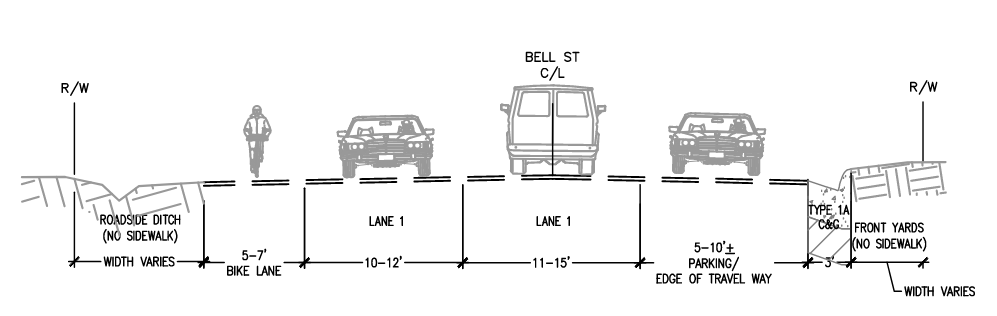 BELL ST
C/L
R/W
R/W
ROADSIDE DITCH
(NO SIDEWALK)
WIDTH VARIES
5-7'
BIKE LANE
LANE 1
10-12'
LANE 1
11-15'
5-10'±
PARKING/
EDGE OF TRAVEL WAY
TYPE 1A
C&G
3'
FRONT YARDS
(NO SIDEWALK)
WIDTH VARIES